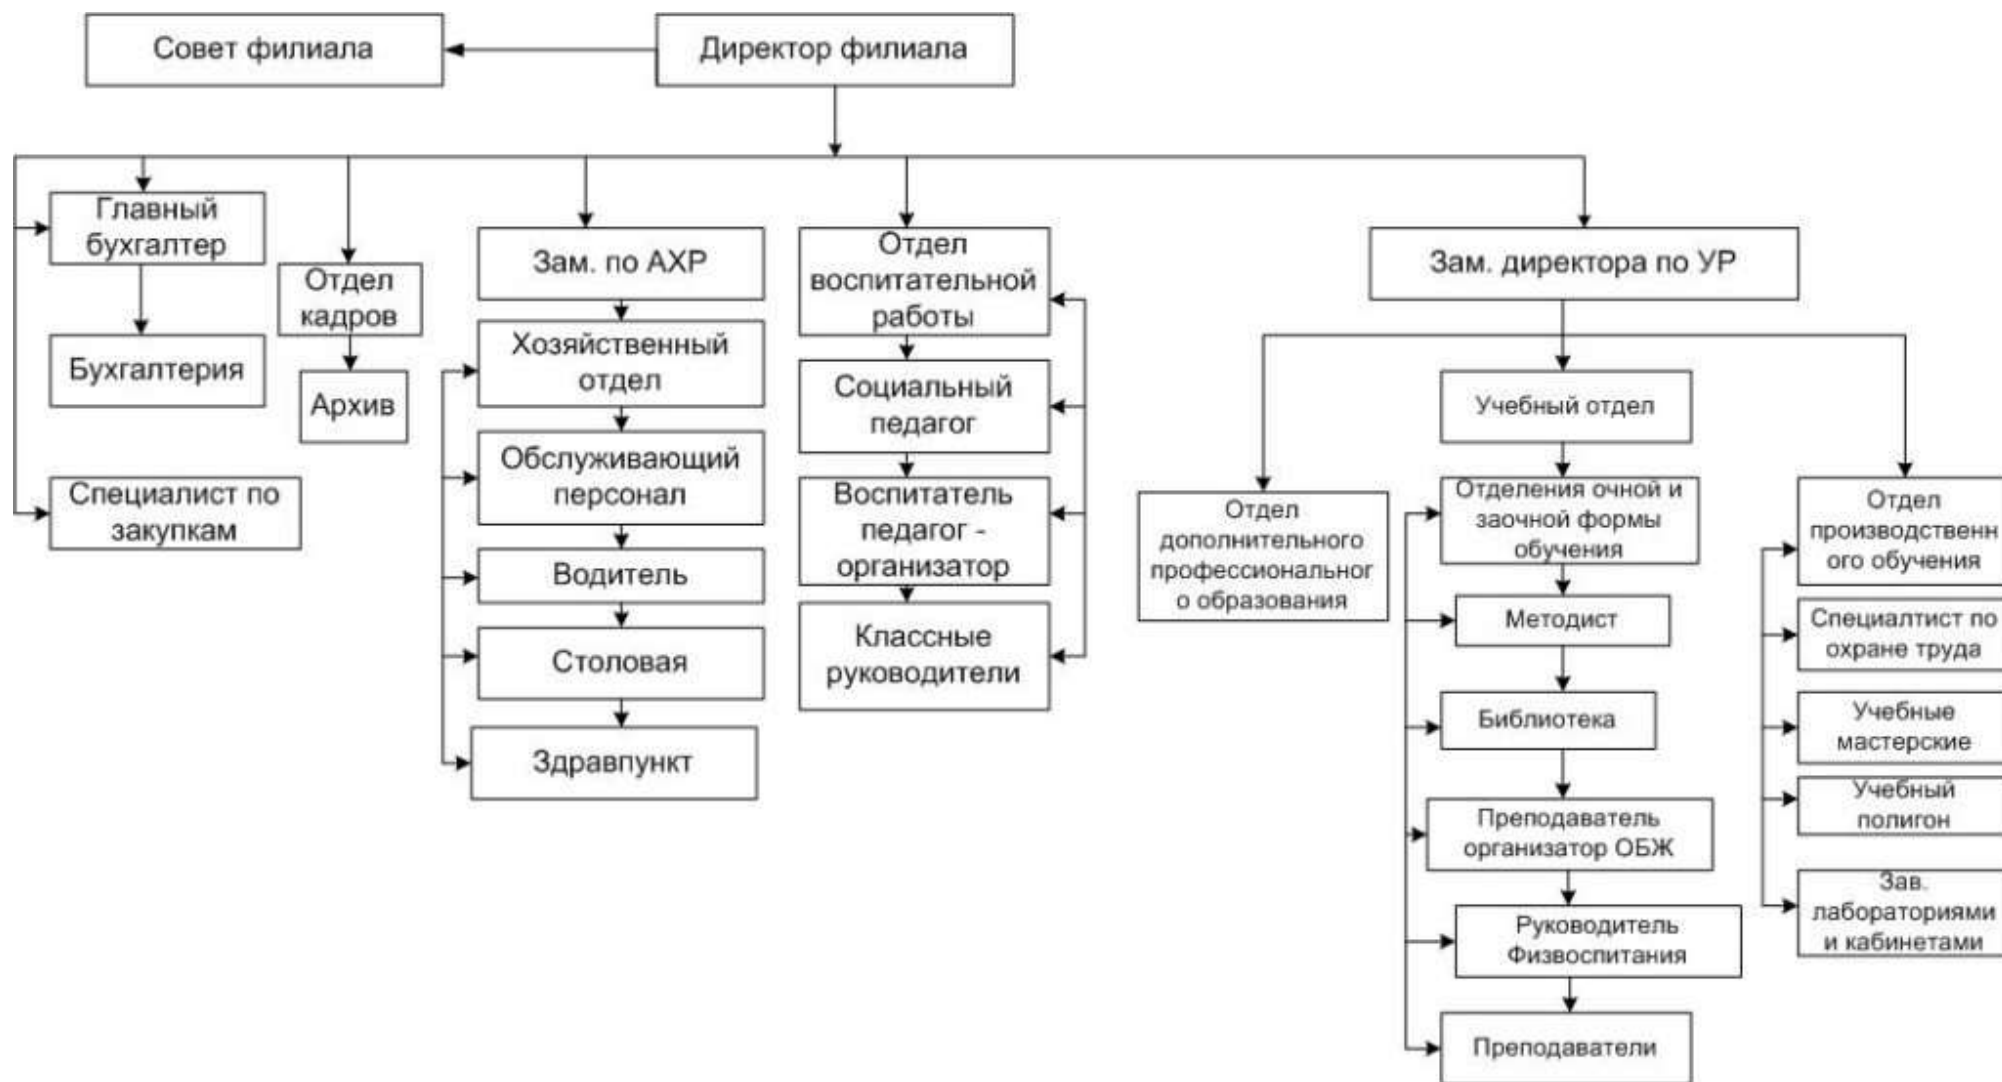 Совет филиала
Директор филиала
Главный
бухгалтер
Бухгалтерия
Специалист по
закупкам
Отдел
кадров
Архив
Зам. по АХР
Хозяйственный
отдел
Обслуживающий
персонал
Водитель
Столовая
Здравпункт
Отдел
воспитательной
работы
Социальный
педагог
Воспитатель
педагог -
организатор
Классные
руководители
Зам. директора по УР
Отдел
дополнительного
профессиональног
о образования
Учебный отдел
Отделения очной и
заочной формы
обучения
Методист
Библиотека
Преподаватель
организатор ОБЖ
Руководитель
Физвоспитания
Преподаватели
Отдел
производственн
ого обучения
Специалтист по
охране труда
Учебные
мастерские
Учебный
полигон
Зав.
лабораториями
и кабинетами